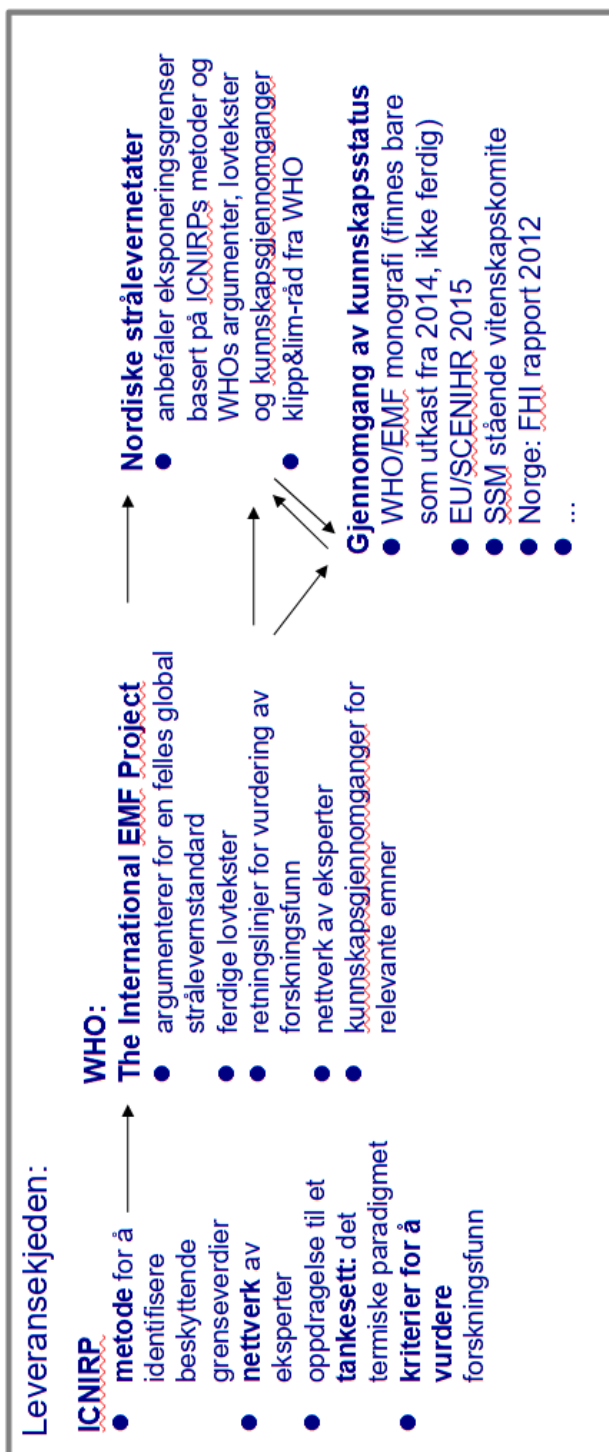 Leveransekjeden:
ICNIRP
● metode for å
identifisere
beskyttende
grenseverdier
● nettverk av
eksperter
● oppdragelse til et
tankesett: det
termiske paradigmet
● kriterier for å
vurdere
forskningsfunn
WHO:
The International EMF Project
● argumenterer for en felles global
strålevernstandard
● ferdige lovtekster
● retningslinjer for vurdering av
forskningsfunn
● nettverk av eksperter
● kunnskapsgjennomganger for
relevante emner
Nordiske strålevernetater
● anbefaler eksponeringsgrenser
basert på ICNIRPs metoder og
WHOs argumenter, lovtekster
og kunnskapsgjennomganger
● klipp&lim-råd fra WHO
Gjennomgang av kunnskapsstatus
● WHO/EMF monografi (finnes bare
som utkast fra 2014, ikke ferdig)
● EU/SCENIHR 2015
● SSM stående vitenskapskomite
● Norge: FHI rapport 2012
● ...